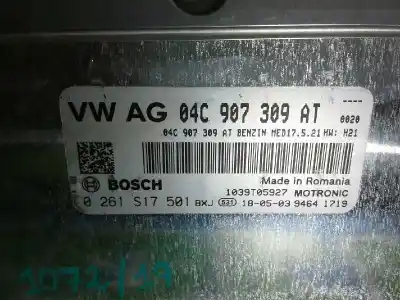 VW AG 04C 907 309 AT
----
0020
04C 907 309 AT BENZIN MED17.5.21 HW: H21
BOSCH
Made in Romania
1039T05927 MOTRONIC
0 261 S17 501 BXJ 18-05-03 9464 1719